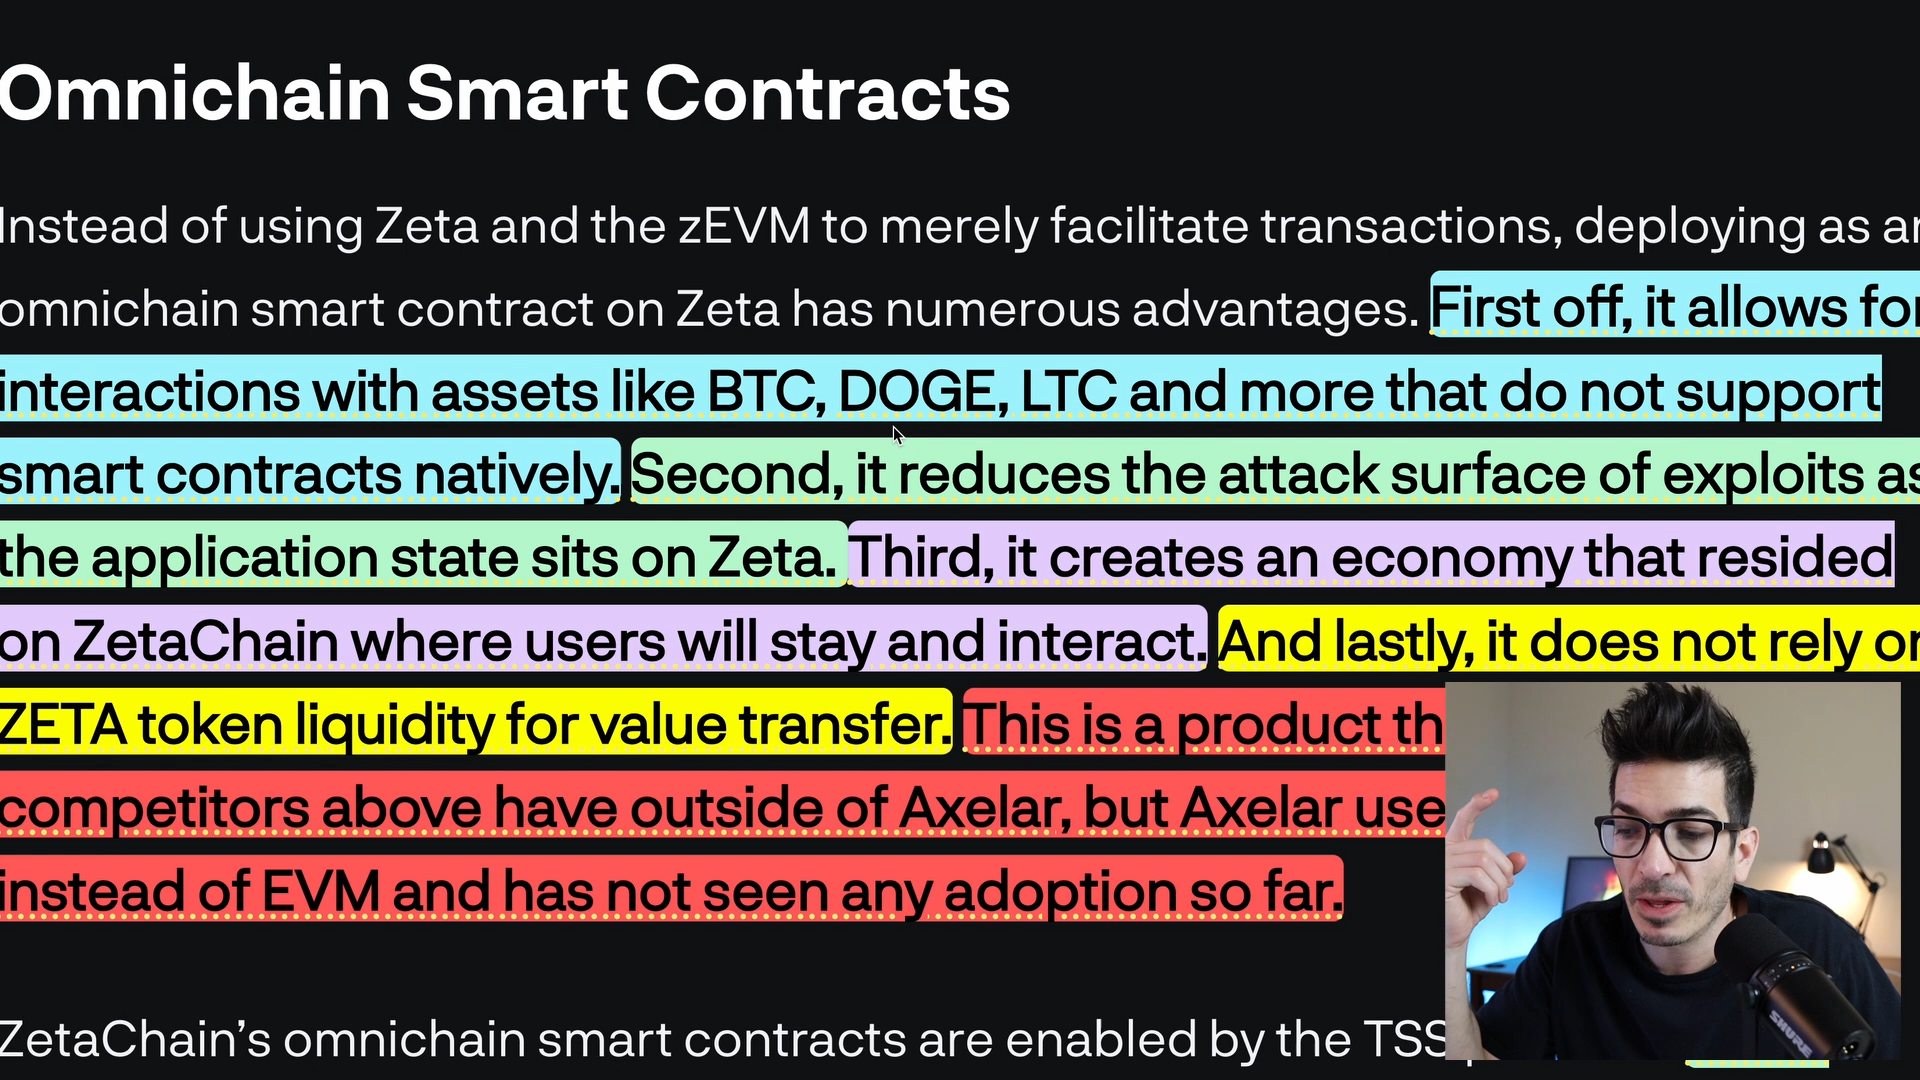 Omnichain Smart Contracts
Instead of using Zeta and the zEVM to merely facilitate transactions, deploying as
omnichain smart contract on Zeta has numerous advantages. First off, it allows for
interactions with assets like BTC, DOGE, LTC and more that do not support
smart contracts natively. Second, it reduces the attack surface of exploits as
the application state sits on Zeta. Third, it creates an economy that resided
on ZetaChain where users will stay and interact. And lastly, it does not rely on
ZETA token liquidity for value transfer. This is a product
competitors above have outside of Axelar, but Axelar use
instead of EVM and has not seen any adoption so far.
ZetaChain’s omnichain smart contracts are enabled by the TSS
SHURE